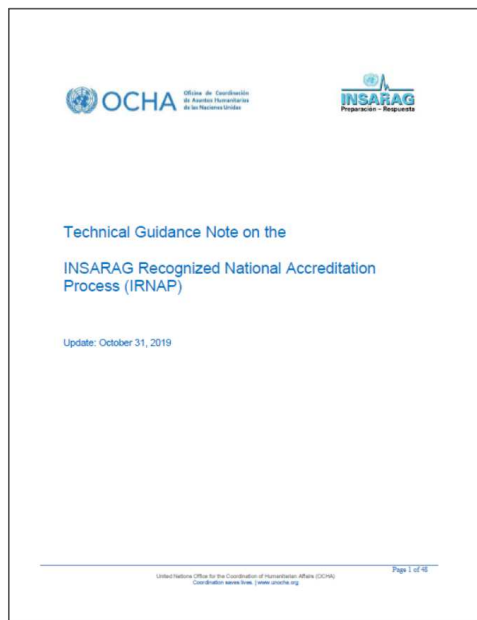 OCHA
Oficina de Coordinación
de Asuntos Humanitarios
de las Naciones Unidas
INSARAG
Preparación - Respuesta
Technical Guidance Note on the
INSARAG Recognized National Accreditation
Process (IRNAP)
Update: October 31, 2019
Page 1 of 48
United Nations Office for the Coordination of Humanitarian Affairs (OCHA)
Coordination saves lives. | www.unocha.org